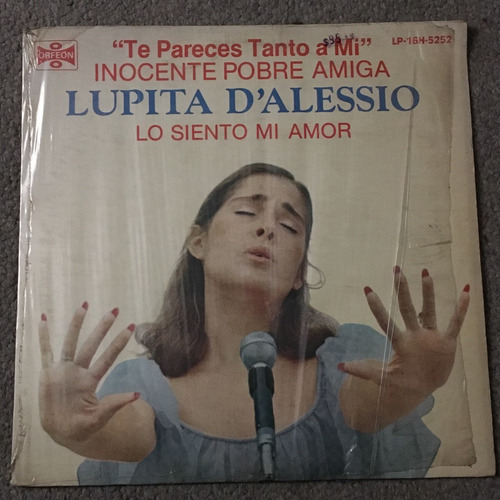 ORFEON
"Te Pareces Tanto a Mi"
LP-16H-5252
INOCENTE POBRE AMIGA
LUPITA D'ALESSIO
LO SIENTO MI AMOR